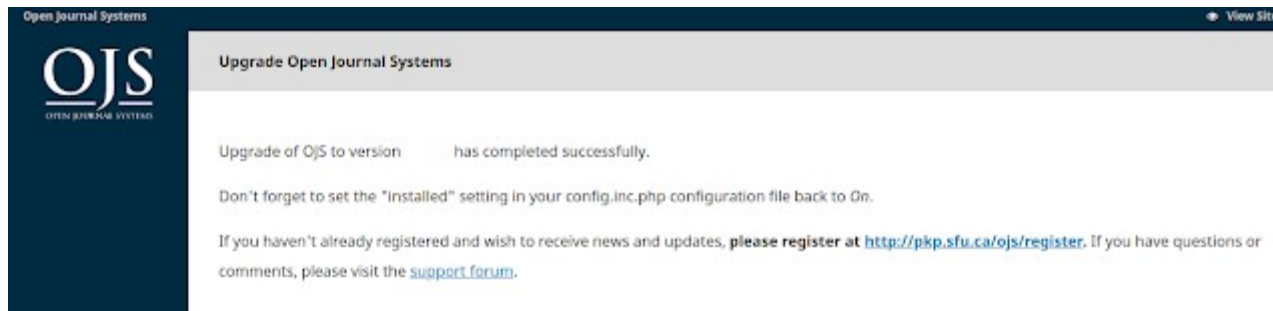 Open Journal Systems
View Site
OJS
OPEN JOURNAL SYSTEMS
Upgrade Open Journal Systems
Upgrade of OJS to version has completed successfully.
Don't forget to set the "installed" setting in your config.inc.php configuration file back to On.
If you haven't already registered and wish to receive news and updates, please register at http://pkp.sfu.ca/ojs/register. If you have questions or
comments, please visit the support forum.